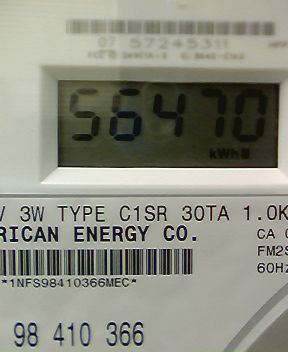 07 57245311
56470
kWh
V 3W TYPE C1SR 30TA 1.0K
RICAN ENERGY CO.
CA
FM2S
60Hz
*1NFS98410366MEC*
98 410 366